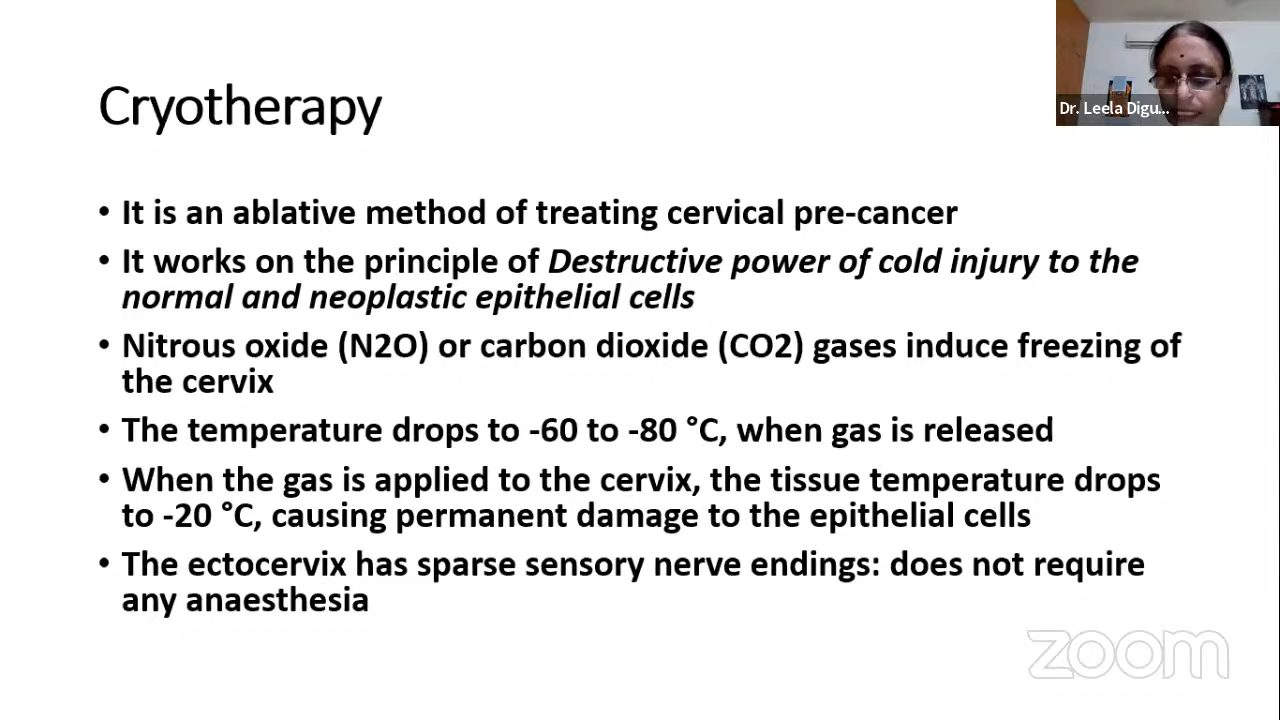 Cryotherapy
Dr. Leela Digu...
• It is an ablative method of treating cervical pre-cancer
• It works on the principle of Destructive power of cold injury to the
normal and neoplastic epithelial cells
• Nitrous oxide (N2O) or carbon dioxide (CO2) gases induce freezing of
the cervix
• The temperature drops to -60 to -80 °C, when gas is released
• When the gas is applied to the cervix, the tissue temperature drops
to -20 °C, causing permanent damage to the epithelial cells
• The ectocervix has sparse sensory nerve endings: does not require
any anaesthesia
zoom